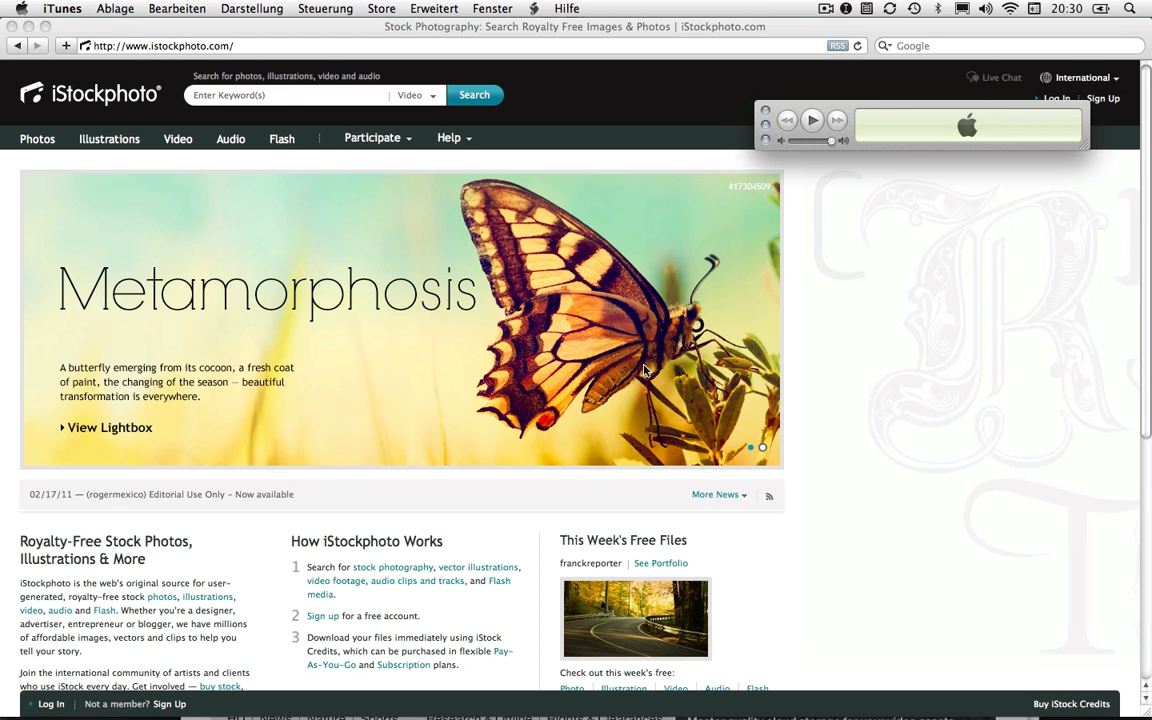 iTunes Ablage Bearbeiten Darstellung Steuerung Store Erweitert Fenster Hilfe 20:30
Stock Photography: Search Royalty Free Images & Photos | iStockphoto.com
http://www.istockphoto.com/ RSS Google
Search for photos, illustrations, video and audio
Live Chat International
iStockphoto
Enter Keyword(s) Video Search
Log In | Sign Up
Photos Illustrations Video Audio Flash | Participate Help
#17304509
Metamorphosis
A butterfly emerging from its cocoon, a fresh coat
of paint, the changing of the season — beautiful
transformation is everywhere.
View Lightbox
02/17/11 — (rogermexico) Editorial Use Only - Now available More News
Royalty-Free Stock Photos,
Illustrations & More
iStockphoto is the web's original source for user-
generated, royalty-free stock photos, illustrations,
video, audio and Flash. Whether you're a designer,
advertiser, entrepreneur or blogger, we have millions
of affordable images, vectors and clips to help you
tell your story.
Join the international community of artists and clients
who use iStock every day. Get involved — buy stock,
How iStockphoto Works
1 Search for stock photography, vector illustrations,
video footage, audio clips and tracks, and Flash
media.
2 Sign up for a free account.
3 Download your files immediately using iStock
Credits, which can be purchased in flexible Pay-
As-You-Go and Subscription plans.
This Week's Free Files
franckreporter | See Portfolio
Check out this week's free:
Photo | Illustration | Video | Audio | Flash
R
T
Log In | Not a member? Sign Up Buy iStock Credits